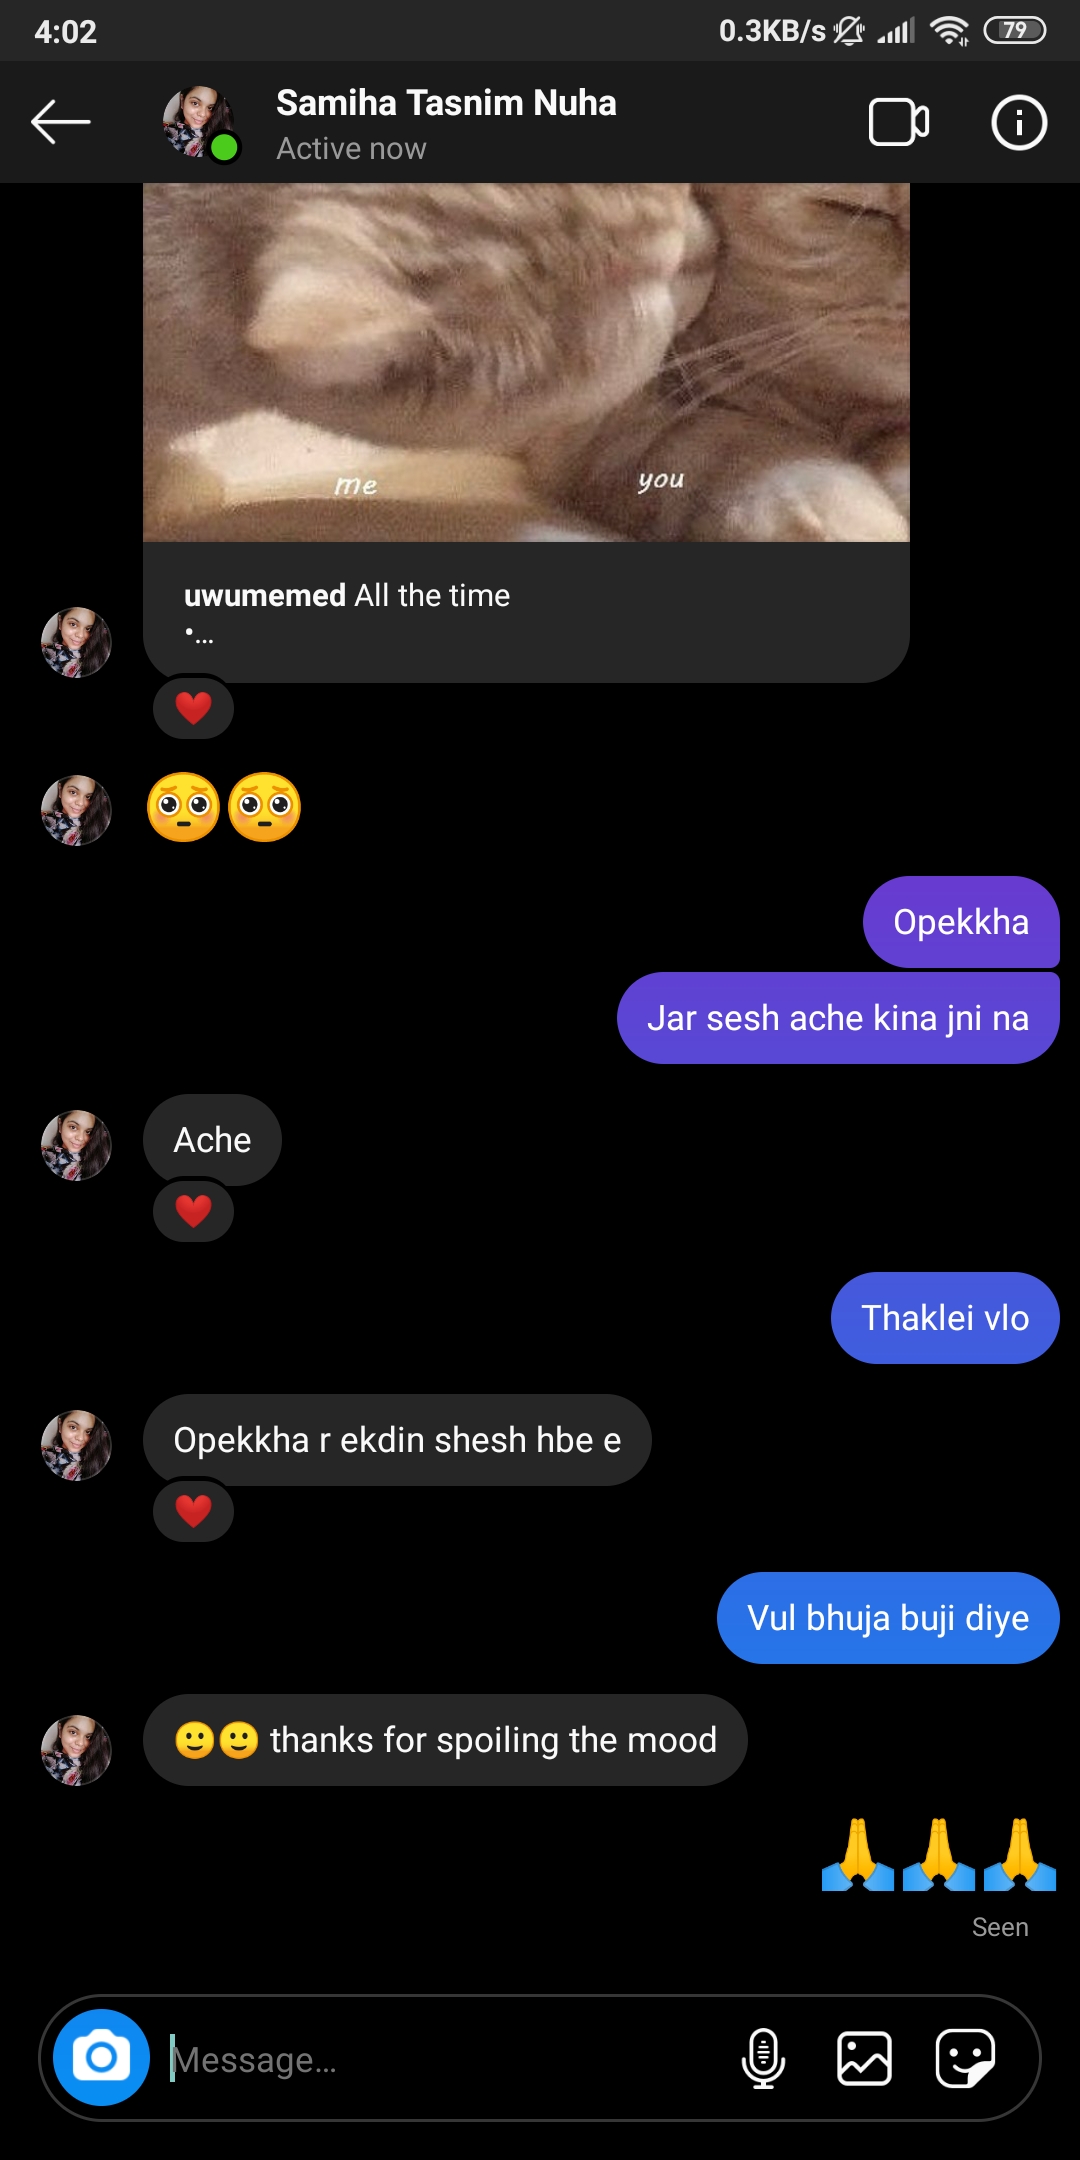 4:02
0.3KB/s
79
Samiha Tasnim Nuha
Active now
me
you
uwumemed All the time
•...
🥺🥺
Opekkha
Jar sesh ache kina jni na
Ache
Thaklei vlo
Opekkha r ekdin shesh hbe e
Vul bhuja buji diye
🙂🙂 thanks for spoiling the mood
🙏🙏🙏
Seen
Message...